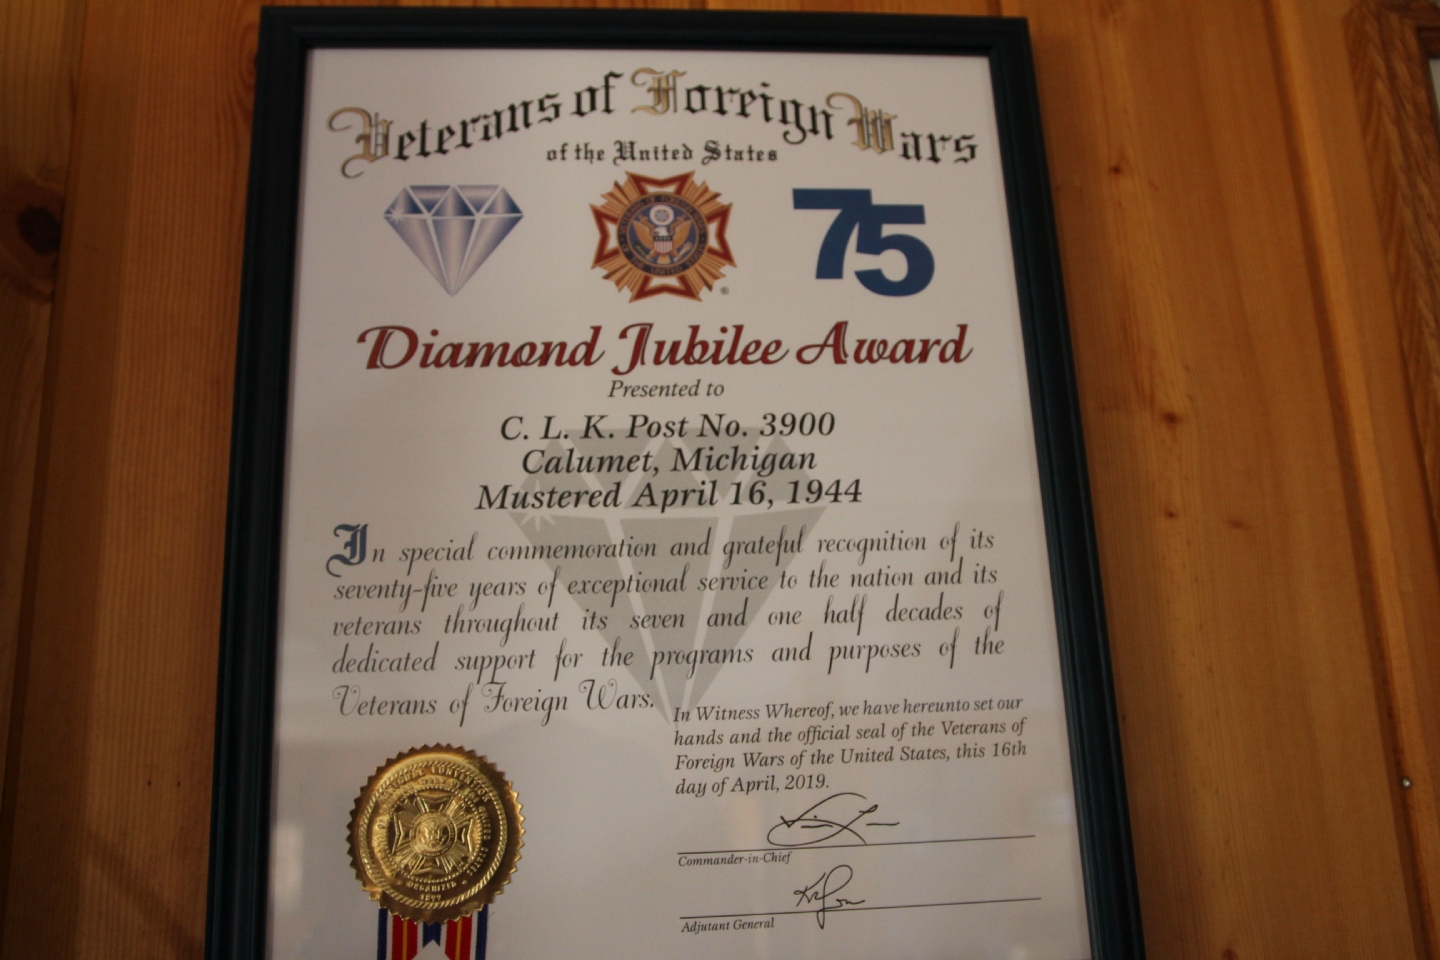 Veterans of Foreign Wars
of the United States
75
Diamond Jubilee Award
Presented to
C. L. K. Post No. 3900
Calumet, Michigan
Mustered April 16, 1944
In special commemoration and grateful recognition of its
seventy-five years of exceptional service to the nation and its
veterans throughout its seven and one half decades of
dedicated support for the programs and purposes of the
Veterans of Foreign Wars.
In Witness Whereof, we have hereunto set our
hands and the official seal of the Veterans of
Foreign Wars of the United States, this 16th
day of April, 2019.
Commander-in-Chief
Adjutant General